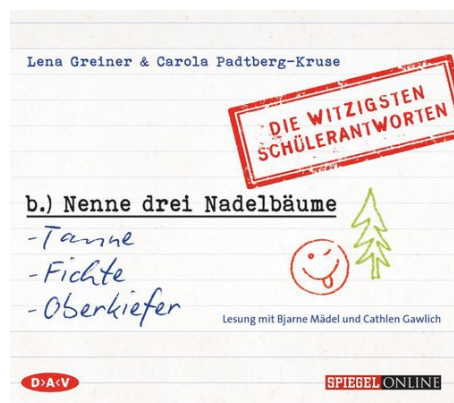 Lena Greiner & Carola Padtberg-Kruse
DIE WITZIGSTEN
SCHÜLERANTWORTEN
b.) Nenne drei Nadelbäume
- Tanne
- Fichte
- Oberkiefer
Lesung mit Bjarne Mädel und Cathlen Gawlich
D>A<V
SPIEGEL ONLINE